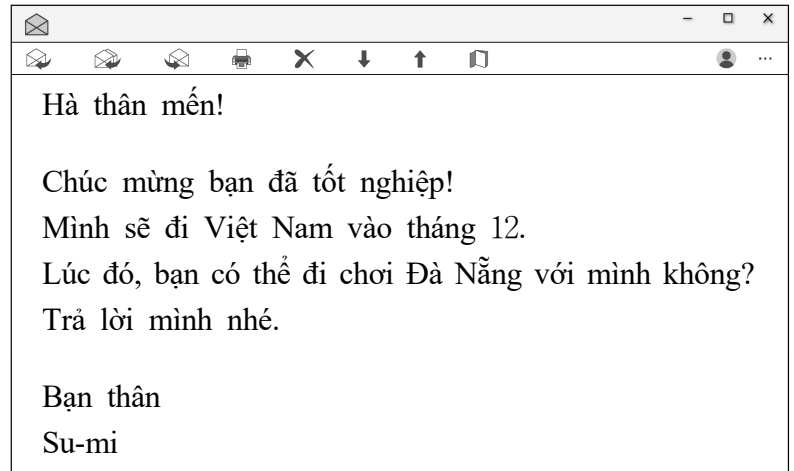 Hà thân mến!
Chúc mừng bạn đã tốt nghiệp!
Mình sẽ đi Việt Nam vào tháng 12.
Lúc đó, bạn có thể đi chơi Đà Nẵng với mình không?
Trả lời mình nhé.
Bạn thân
Su-mi